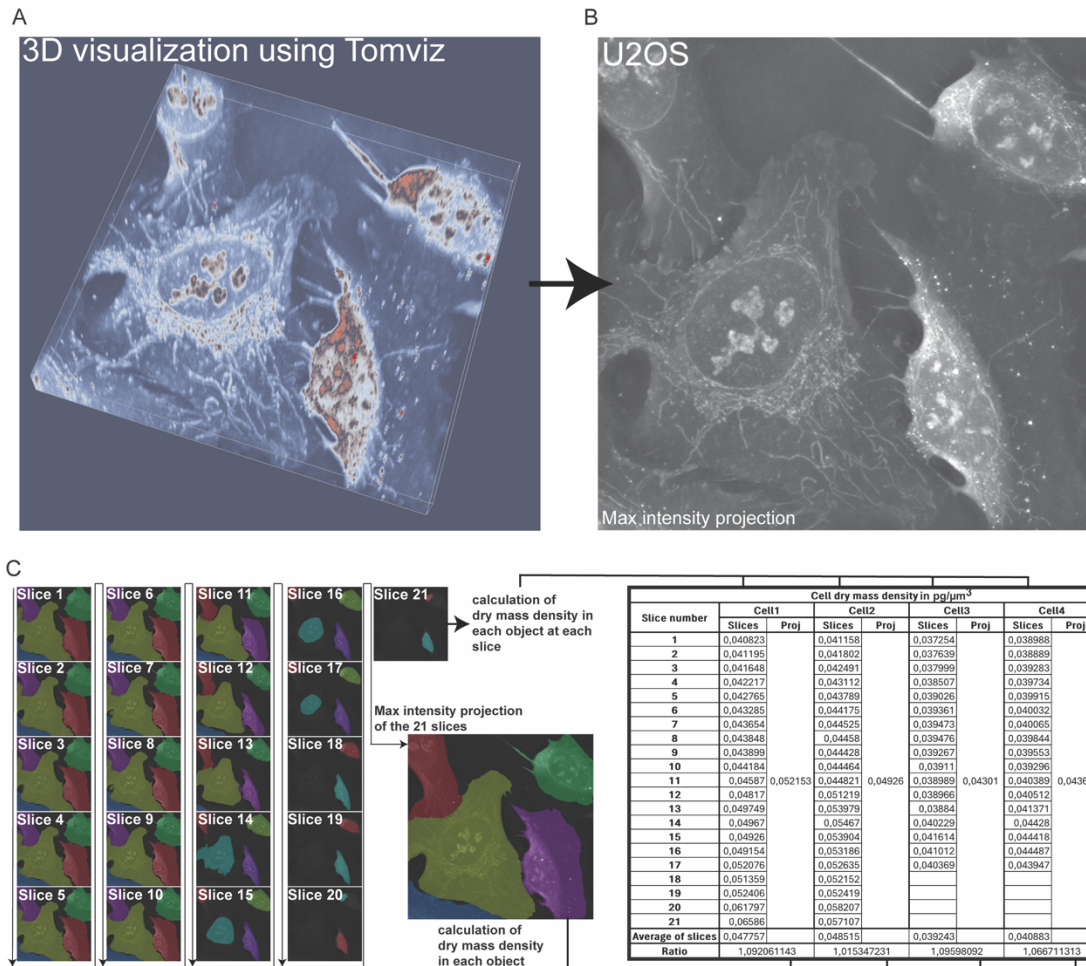 A
B
3D visualization using Tomviz
U2OS
Max intensity projection
C
Slice 1
Slice 6
Slice 11
Slice 16
Slice 21
Slice 2
Slice 7
Slice 12
Slice 17
Slice 3
Slice 8
Slice 13
Slice 18
Slice 4
Slice 9
Slice 14
Slice 19
Slice 5
Slice 10
Slice 15
Slice 20
calculation of
dry mass density in
each object at each
slice
Max intensity projection
of the 21 slices
calculation of
dry mass density
in each object
Cell dry mass density in pg/µm³
Slice number Cell1 Cell2 Cell3 Cell4
Slices Proj Slices Proj Slices Proj Slices Proj
1 0,040823 0,041158 0,037254 0,038988
2 0,041195 0,041802 0,037639 0,038889
3 0,041648 0,042491 0,037999 0,039283
4 0,042217 0,043112 0,038507 0,039734
5 0,042765 0,043789 0,039026 0,039915
6 0,043285 0,044175 0,039361 0,040032
7 0,043654 0,044525 0,039473 0,040065
8 0,043848 0,04458 0,039476 0,039844
9 0,043899 0,044428 0,039267 0,039553
10 0,044184 0,044464 0,03911 0,039296
11 0,04587 0,052153 0,044821 0,04926 0,038989 0,04301 0,040389 0,0436
12 0,04817 0,051219 0,038966 0,040512
13 0,049749 0,053979 0,03884 0,041371
14 0,04967 0,05467 0,040229 0,04428
15 0,04926 0,053904 0,041614 0,044418
16 0,049154 0,053186 0,041012 0,044487
17 0,052076 0,052635 0,040369 0,043947
18 0,051359 0,052152
19 0,052406 0,052419
20 0,061797 0,058207
21 0,06586 0,057107
Average of slices 0,047757 0,048515 0,039243 0,040883
Ratio 1,092061143 1,015347231 1,09598092 1,066711313